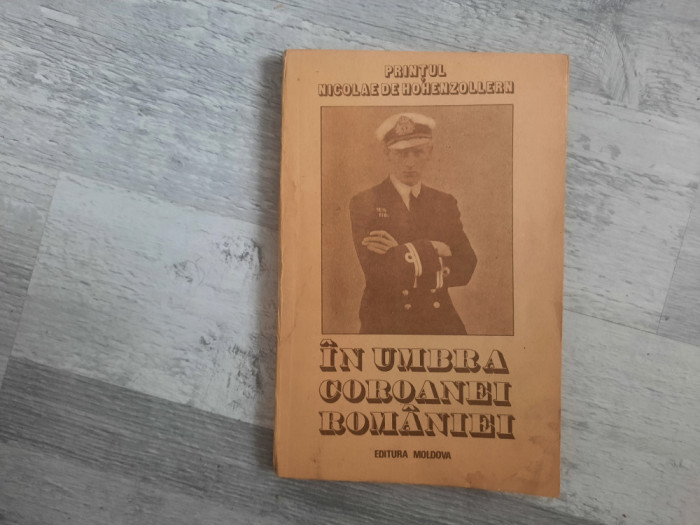 PRINȚUL
NICOLAE DE HOHENZOLLERN
ÎN UMBRA
COROANEI
ROMÂNIEI
EDITURA MOLDOVA